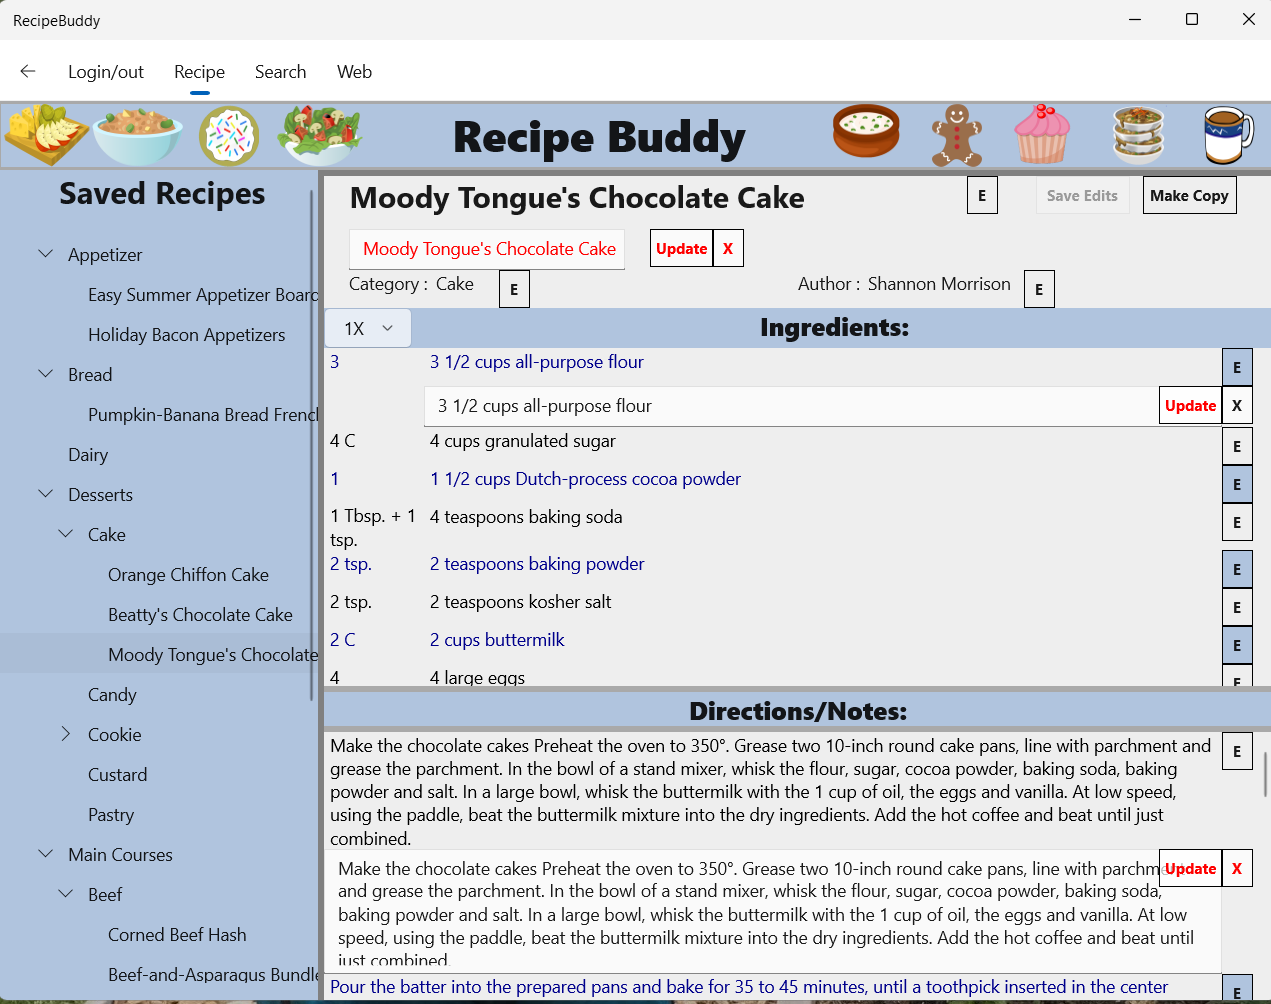 RecipeBuddy
Login/out Recipe Search Web
Recipe Buddy
Saved Recipes
Appetizer
Easy Summer Appetizer Board
Holiday Bacon Appetizers
Bread
Pumpkin-Banana Bread Frencl
Dairy
Desserts
Cake
Orange Chiffon Cake
Beatty's Chocolate Cake
Moody Tongue's Chocolate
Candy
Cookie
Custard
Pastry
Main Courses
Beef
Corned Beef Hash
Beef-and-Asparagus Bundle
Moody Tongue's Chocolate Cake E Save Edits Make Copy
Moody Tongue's Chocolate Cake Update X
Category : Cake E Author : Shannon Morrison E
1X Ingredients:
3 3 1/2 cups all-purpose flour E
3 1/2 cups all-purpose flour Update X
4 C 4 cups granulated sugar E
1 1 1/2 cups Dutch-process cocoa powder E
1 Tbsp. + 1 4 teaspoons baking soda E
tsp.
2 tsp. 2 teaspoons baking powder E
2 tsp. 2 teaspoons kosher salt E
2 C 2 cups buttermilk E
4 4 large eggs E
Directions/Notes:
Make the chocolate cakes Preheat the oven to 350°. Grease two 10-inch round cake pans, line with parchment and E
grease the parchment. In the bowl of a stand mixer, whisk the flour, sugar, cocoa powder, baking soda, baking
powder and salt. In a large bowl, whisk the buttermilk with the 1 cup of oil, the eggs and vanilla. At low speed,
using the paddle, beat the buttermilk mixture into the dry ingredients. Add the hot coffee and beat until just
combined.
Make the chocolate cakes Preheat the oven to 350°. Grease two 10-inch round cake pans, line with parchm Update X
and grease the parchment. In the bowl of a stand mixer, whisk the flour, sugar, cocoa powder, baking soda,
baking powder and salt. In a large bowl, whisk the buttermilk with the 1 cup of oil, the eggs and vanilla. At low
speed, using the paddle, beat the buttermilk mixture into the dry ingredients. Add the hot coffee and beat until
just combined.
Pour the batter into the prepared pans and bake for 35 to 45 minutes, until a toothpick inserted in the center E